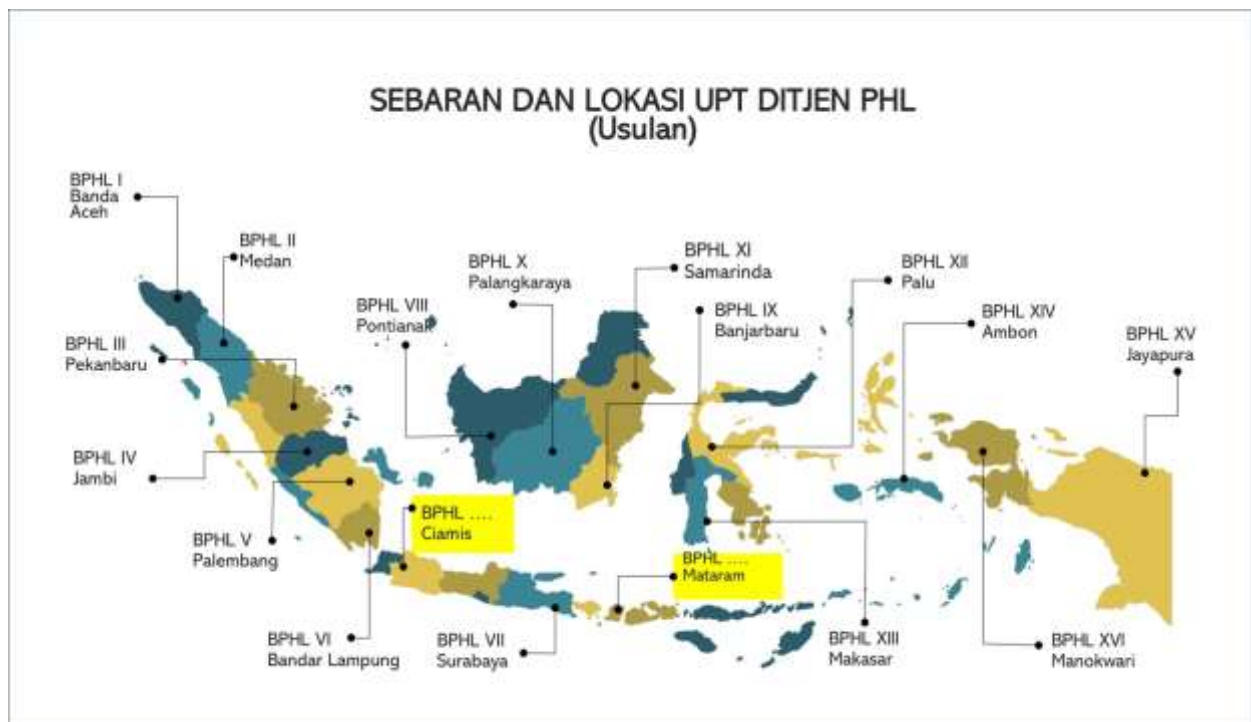 SEBARAN DAN LOKASI UPT DITJEN PHL
(Usulan)
BPHL I
Banda
Aceh
BPHL II
Medan
BPHL III
Pekanbaru
BPHL IV
Jambi
BPHL V
Palembang
BPHL VI
Bandar Lampung
BPHL VII
Surabaya
BPHL VIII
Pontianak
BPHL X
Palangkaraya
BPHL XI
Samarinda
BPHL IX
Banjarbaru
BPHL XII
Palu
BPHL XIV
Ambon
BPHL XV
Jayapura
BPHL ....
Ciamis
BPHL ....
Mataram
BPHL XIII
Makasar
BPHL XVI
Manokwari